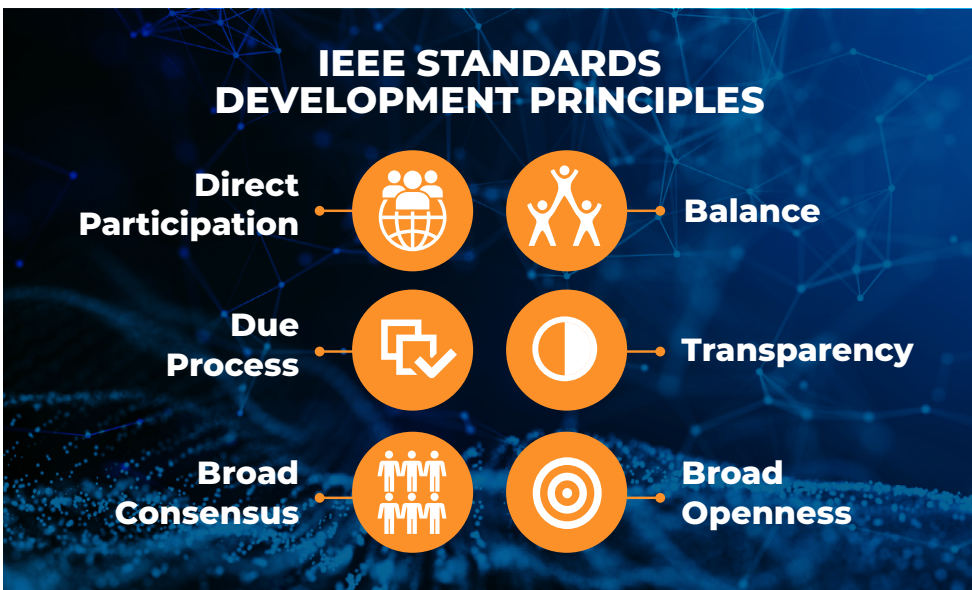 IEEE STANDARDS
DEVELOPMENT PRINCIPLES
Direct
Participation
Balance
Due
Process
Transparency
Broad
Consensus
Broad
Openness